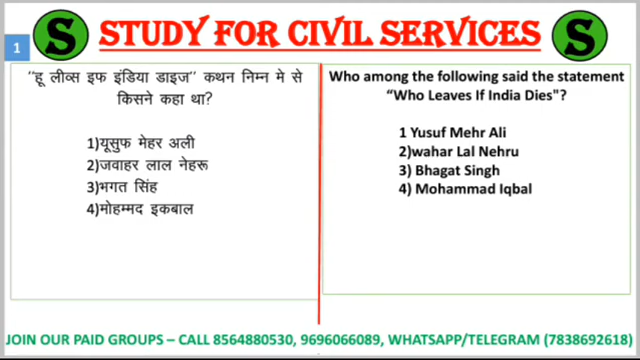 S STUDY FOR CIVIL SERVICES S
1
“हू लीव्स इफ इंडिया डाइज” कथन निम्न मे से
किसने कहा था?
1)यूसुफ मेहर अली
2)जवाहर लाल नेहरू
3)भगत सिंह
4)मोहम्मद इकबाल
Who among the following said the statement
“Who Leaves If India Dies"?
1 Yusuf Mehr Ali
2)wahar Lal Nehru
3) Bhagat Singh
4) Mohammad Iqbal
JOIN OUR PAID GROUPS – CALL 8564880530, 9696066089, WHATSAPP/TELEGRAM (7838692618)